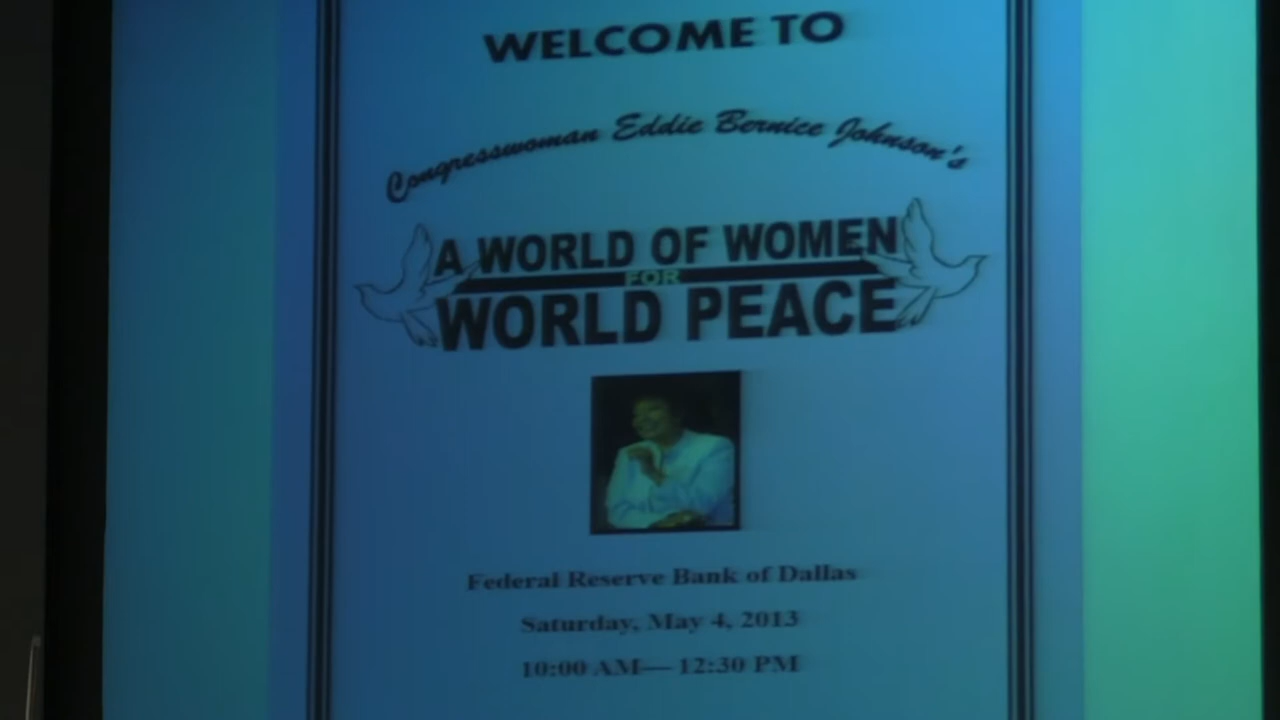 WELCOME TO
Congresswoman Eddie Bernice Johnson's
A WORLD OF WOMEN
FOR
WORLD PEACE
Federal Reserve Bank of Dallas
Saturday, May 4, 2013
10:00 AM— 12:30 PM